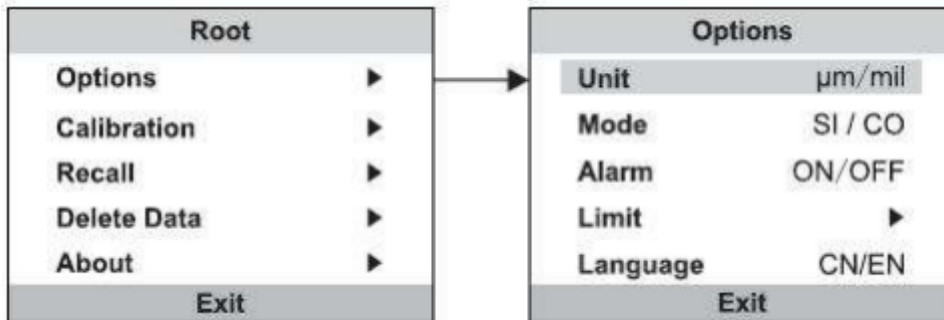 Root
Options ▶
Calibration ▶
Recall ▶
Delete Data ▶
About ▶
Exit
Options
Unit μm/mil
Mode SI / CO
Alarm ON/OFF
Limit ▶
Language CN/EN
Exit